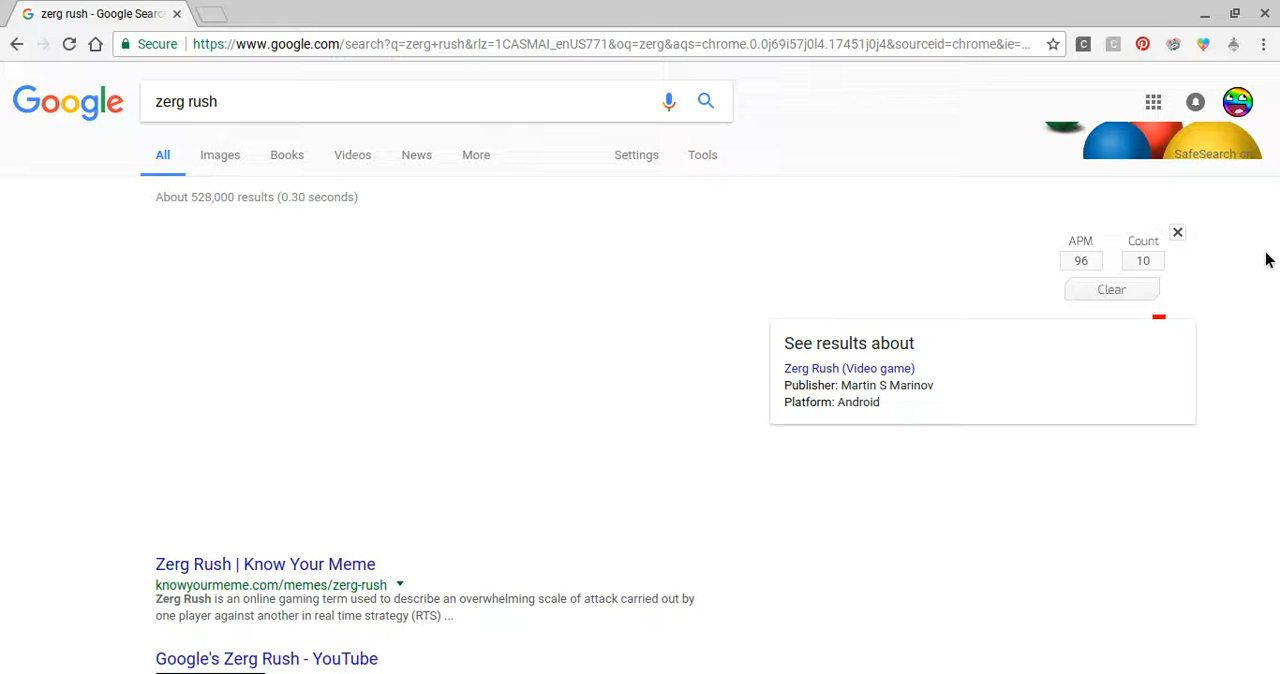 zerg rush - Google Searc
Secure https://www.google.com/search?q=zerg+rush&rlz=1CASMAI_enUS771&oq=zerg&aqs=chrome.0.0j69i57j0l4.17451j0j4&sourceid=chrome&ie=...
C C
Google zerg rush
All Images Books Videos News More Settings Tools SafeSearch on
About 528,000 results (0.30 seconds)
APM Count
96 10
Clear
See results about
Zerg Rush (Video game)
Publisher: Martin S Marinov
Platform: Android
Zerg Rush | Know Your Meme
knowyourmeme.com/memes/zerg-rush
Zerg Rush is an online gaming term used to describe an overwhelming scale of attack carried out by
one player against another in real time strategy (RTS) ...
Google's Zerg Rush - YouTube